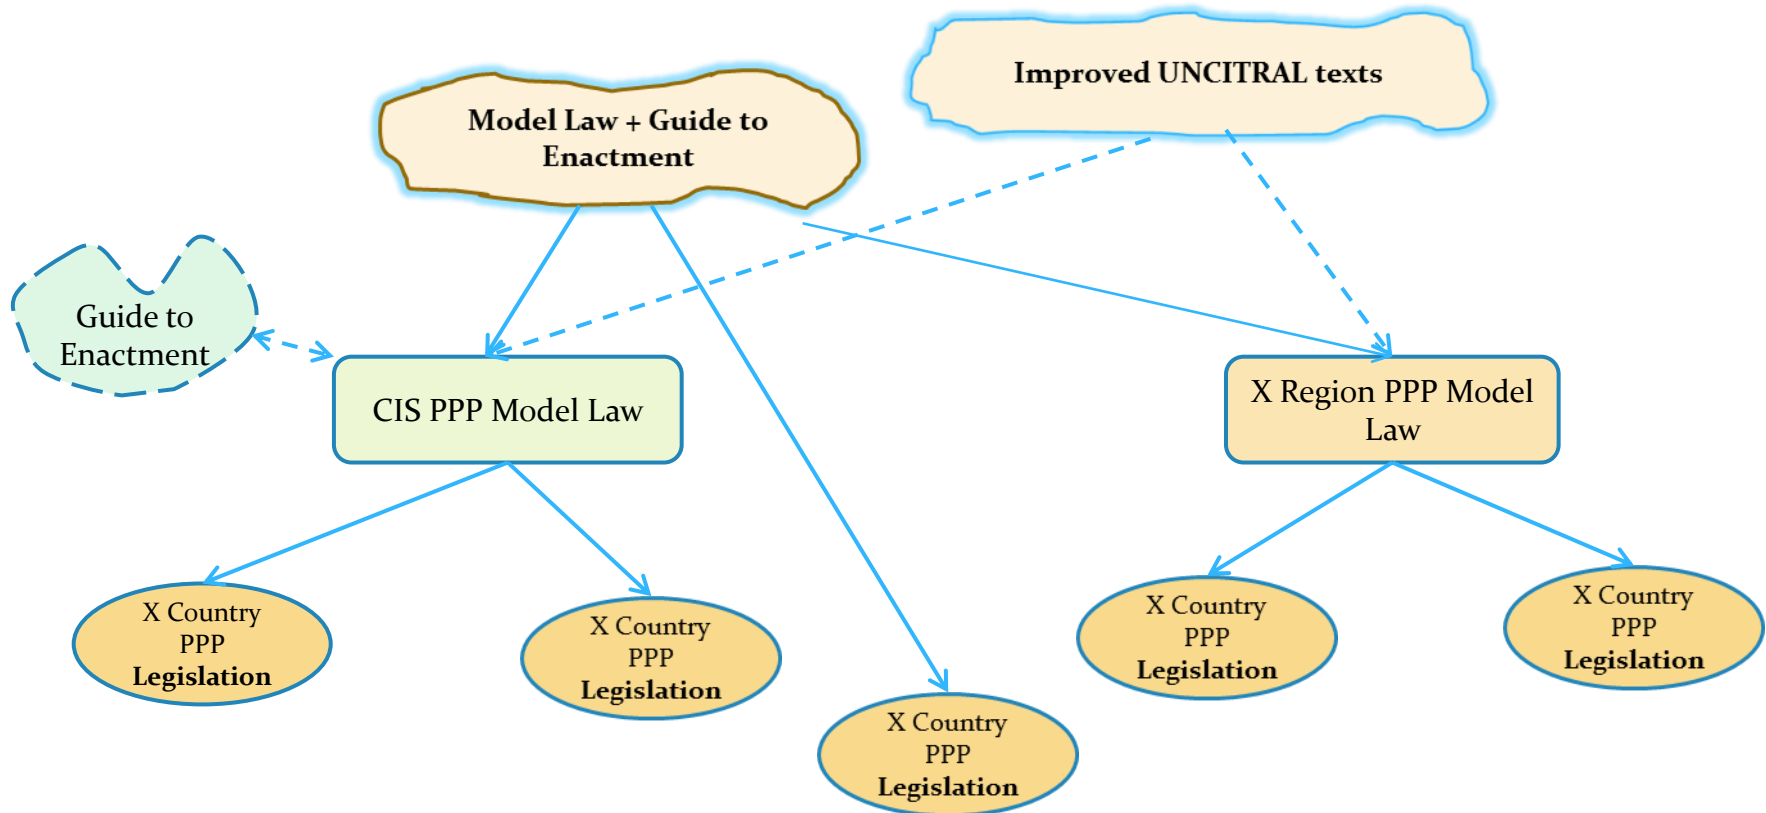 Improved UNCITRAL texts
Model Law + Guide to
Enactment
Guide to
Enactment
CIS PPP Model Law
X Region PPP Model
Law
X Country
PPP
Legislation
X Country
PPP
Legislation
X Country
PPP
Legislation
X Country
PPP
Legislation
X Country
PPP
Legislation